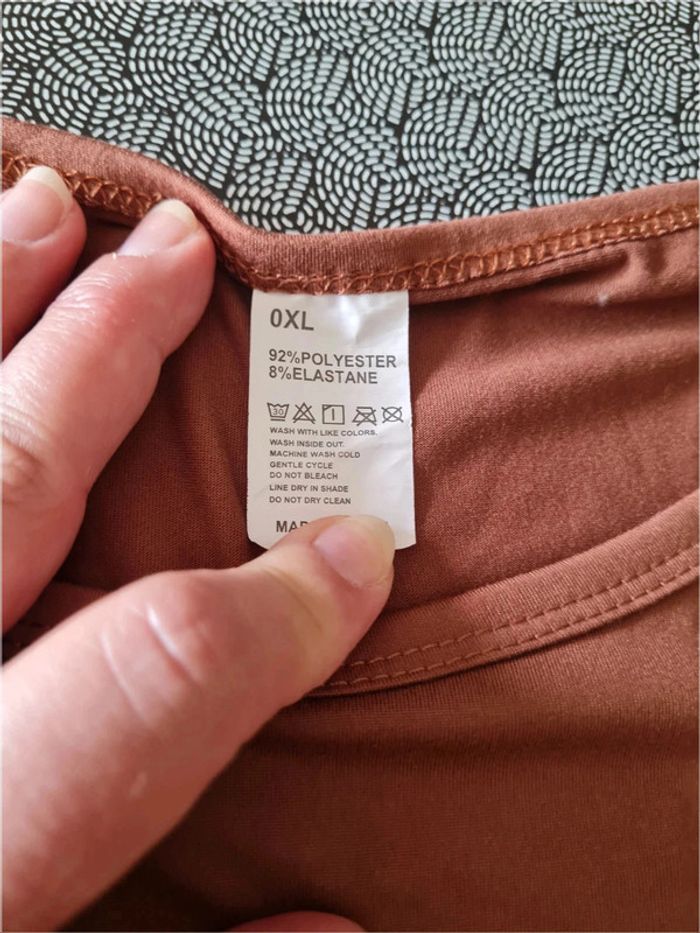 0XL
92%POLYESTER
8%ELASTANE
30
WASH WITH LIKE COLORS.
WASH INSIDE OUT.
MACHINE WASH COLD
GENTLE CYCLE
DO NOT BLEACH
LINE DRY IN SHADE
DO NOT DRY CLEAN